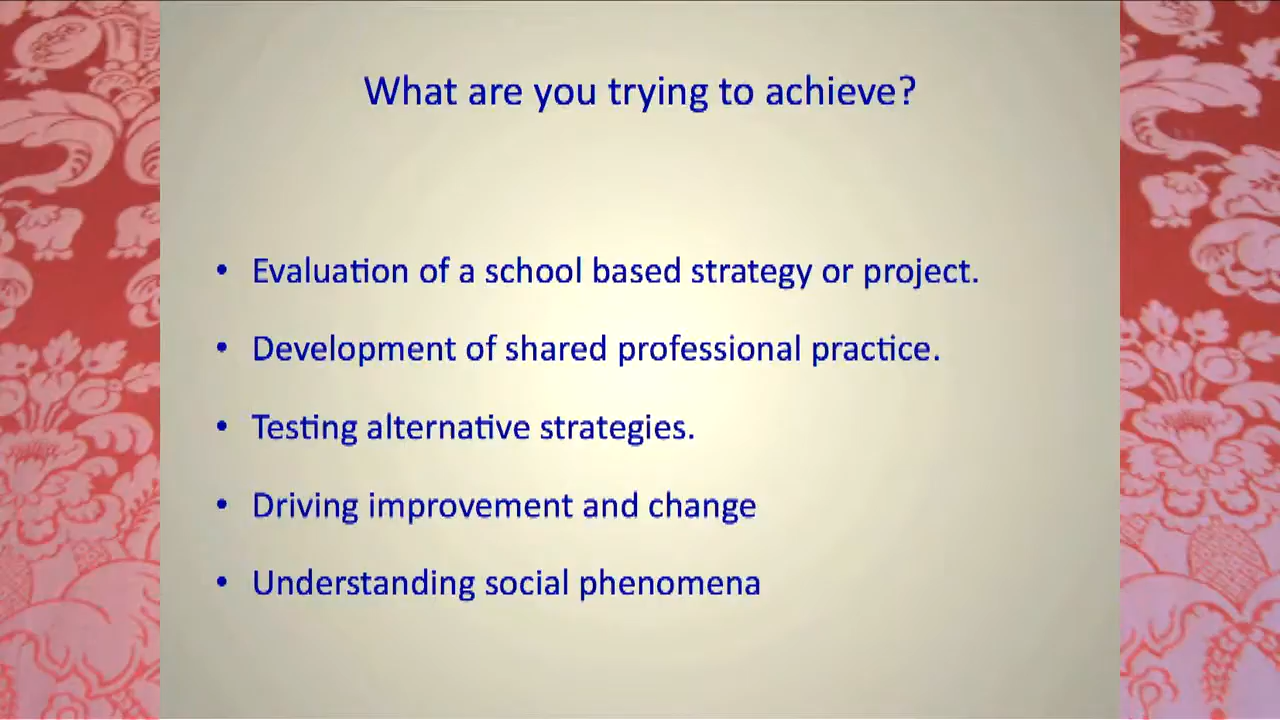 What are you trying to achieve?
• Evaluation of a school based strategy or project.
• Development of shared professional practice.
• Testing alternative strategies.
• Driving improvement and change
• Understanding social phenomena